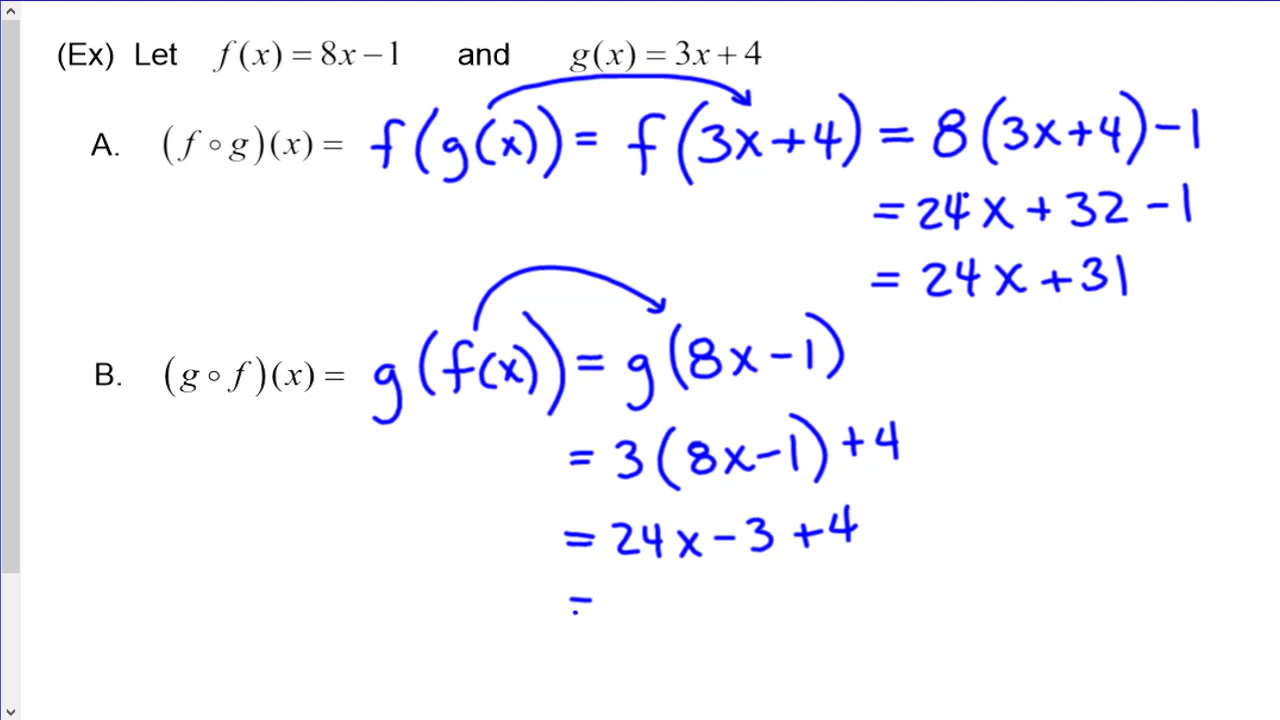 (Ex) Let f(x) = 8x − 1 and g(x) = 3x + 4
A. (f ∘ g)(x) = f(g(x)) = f(3x+4) = 8(3x+4) − 1
= 24x + 32 − 1
= 24x + 31
B. (g ∘ f)(x) = g(f(x)) = g(8x − 1)
= 3(8x − 1) + 4
= 24x − 3 + 4
=